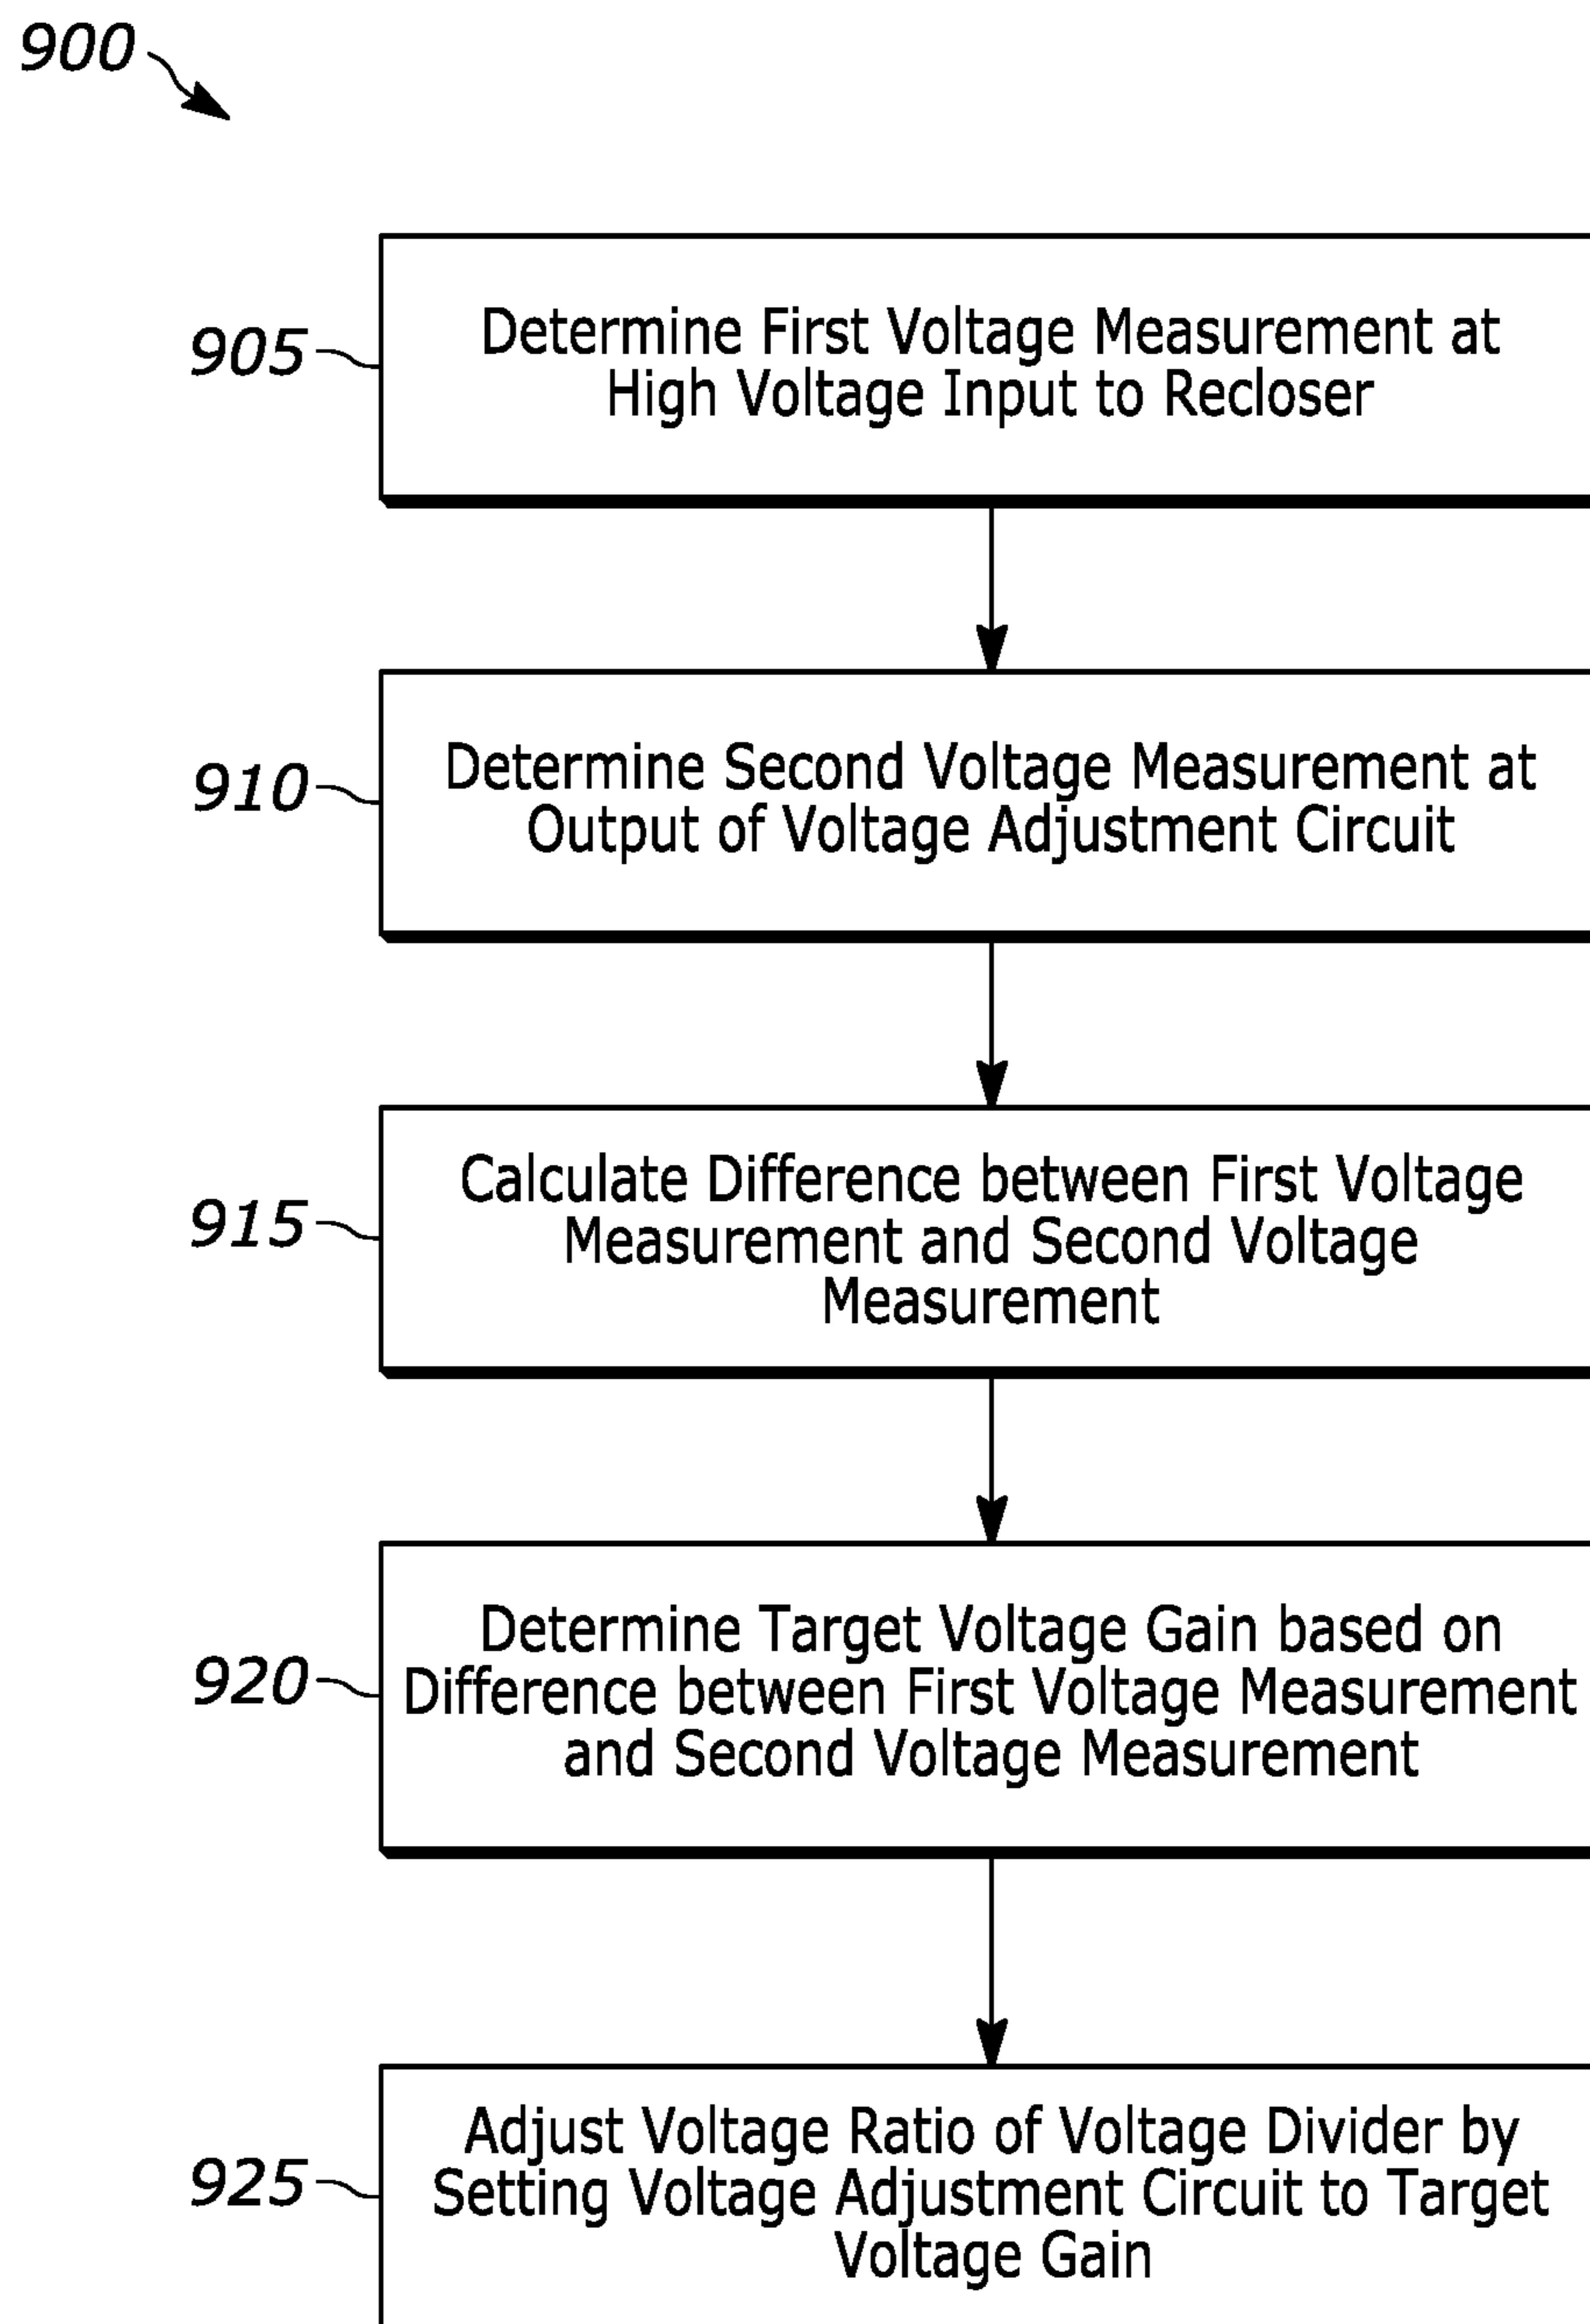 900
905
Determine First Voltage Measurement at
High Voltage Input to Recloser
910
Determine Second Voltage Measurement at
Output of Voltage Adjustment Circuit
915
Calculate Difference between First Voltage
Measurement and Second Voltage
Measurement
920
Determine Target Voltage Gain based on
Difference between First Voltage Measurement
and Second Voltage Measurement
925
Adjust Voltage Ratio of Voltage Divider by
Setting Voltage Adjustment Circuit to Target
Voltage Gain